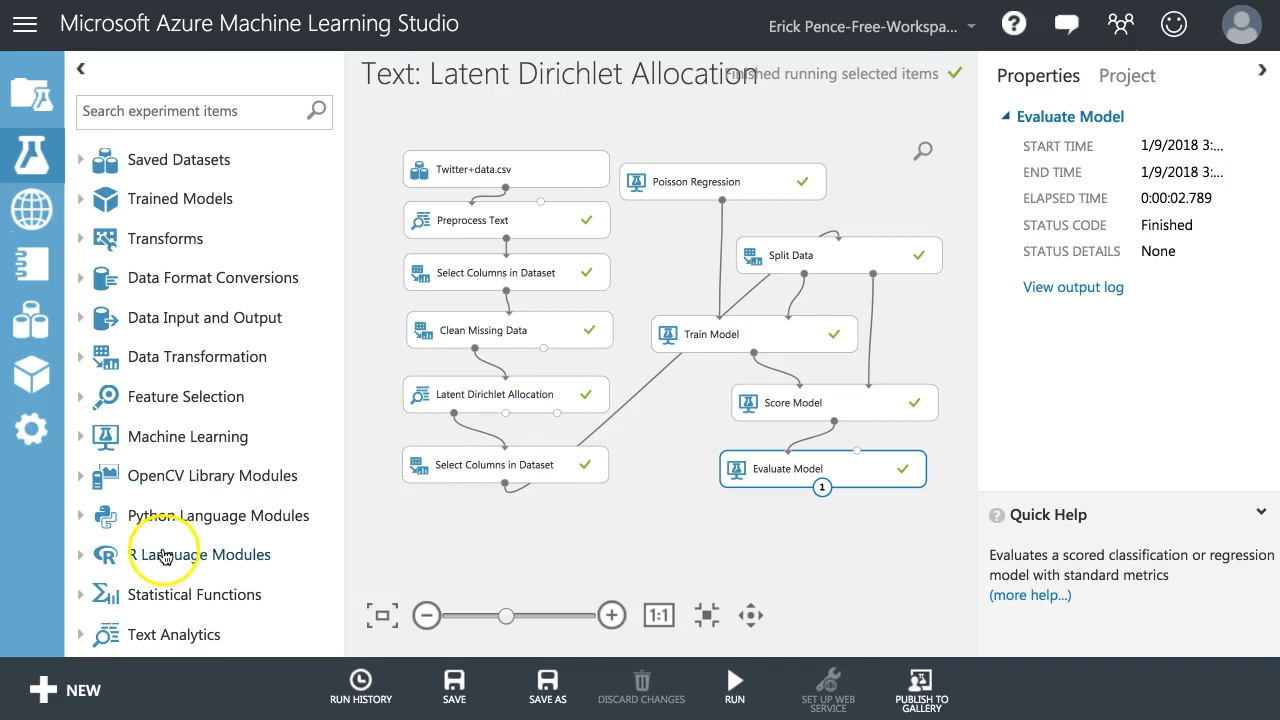 Microsoft Azure Machine Learning Studio
Erick Pence-Free-Workspa...
?
Search experiment items
Saved Datasets
Trained Models
Transforms
Data Format Conversions
Data Input and Output
Data Transformation
Feature Selection
Machine Learning
OpenCV Library Modules
Python Language Modules
R Language Modules
Statistical Functions
Text Analytics
Text: Latent Dirichlet Allocation
Finished running selected items
Twitter+data.csv
Preprocess Text
Select Columns in Dataset
Clean Missing Data
Latent Dirichlet Allocation
Select Columns in Dataset
Poisson Regression
Split Data
Train Model
Score Model
Evaluate Model
1
1:1
Properties
Project
Evaluate Model
START TIME 1/9/2018 3:...
END TIME 1/9/2018 3:...
ELAPSED TIME 0:00:02.789
STATUS CODE Finished
STATUS DETAILS None
View output log
? Quick Help
Evaluates a scored classification or regression
model with standard metrics
(more help...)
NEW
RUN HISTORY
SAVE
SAVE AS
DISCARD CHANGES
RUN
SET UP WEB
SERVICE
PUBLISH TO
GALLERY